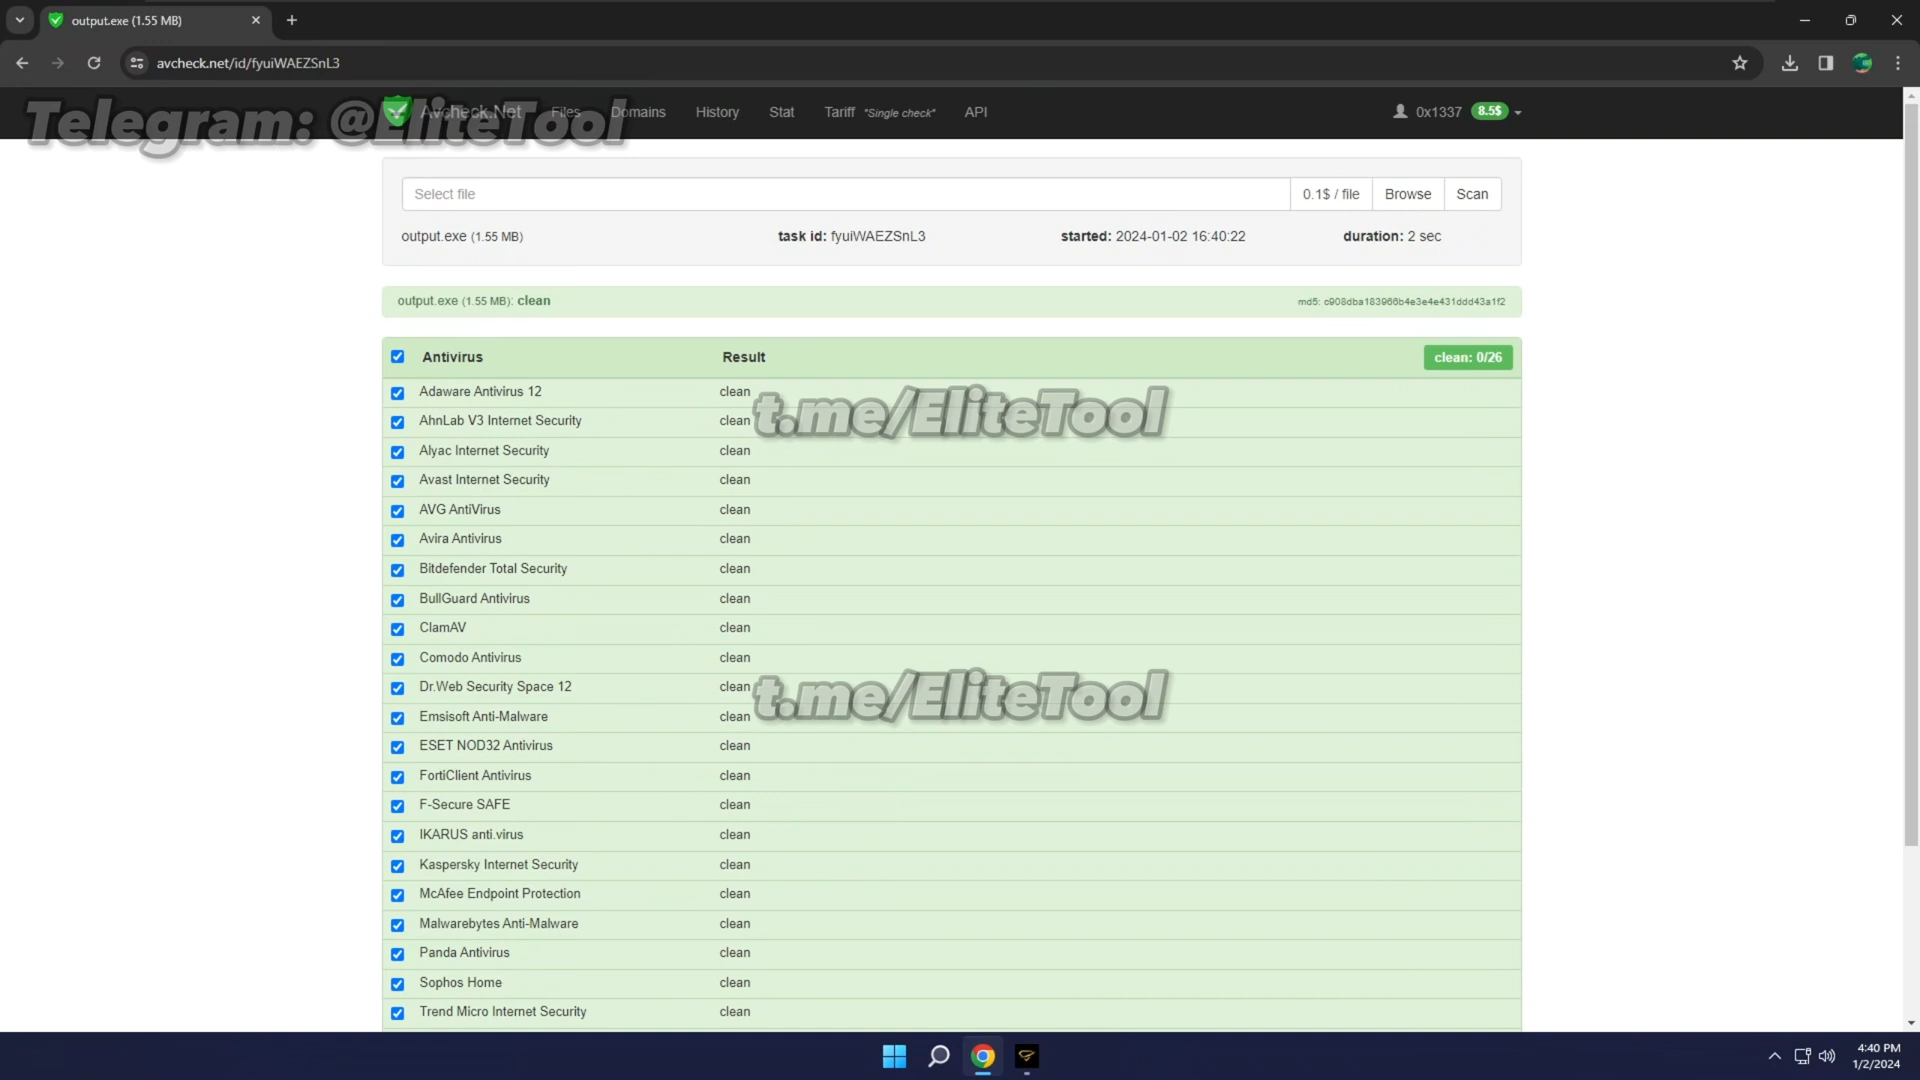 output.exe (1.55 MB)
avcheck.net/id/fyuiWAEZSnL3
Telegram: @EliteTool
Avcheck.Net Files Domains History Stat Tariff *Single check* API 0x1337 8.5$
Select file 0.1$ / file Browse Scan
output.exe (1.55 MB) task id: fyuiWAEZSnL3 started: 2024-01-02 16:40:22 duration: 2 sec
output.exe (1.55 MB): clean md5: c908dba183966b4e3e4e431ddd43a1f2
Antivirus Result clean: 0/26
Adaware Antivirus 12 clean
t.me/EliteTool
AhnLab V3 Internet Security clean
Alyac Internet Security clean
Avast Internet Security clean
AVG AntiVirus clean
Avira Antivirus clean
Bitdefender Total Security clean
BullGuard Antivirus clean
ClamAV clean
Comodo Antivirus clean
Dr.Web Security Space 12 clean
t.me/EliteTool
Emsisoft Anti-Malware clean
ESET NOD32 Antivirus clean
FortiClient Antivirus clean
F-Secure SAFE clean
IKARUS anti.virus clean
Kaspersky Internet Security clean
McAfee Endpoint Protection clean
Malwarebytes Anti-Malware clean
Panda Antivirus clean
Sophos Home clean
Trend Micro Internet Security clean
4:40 PM
1/2/2024